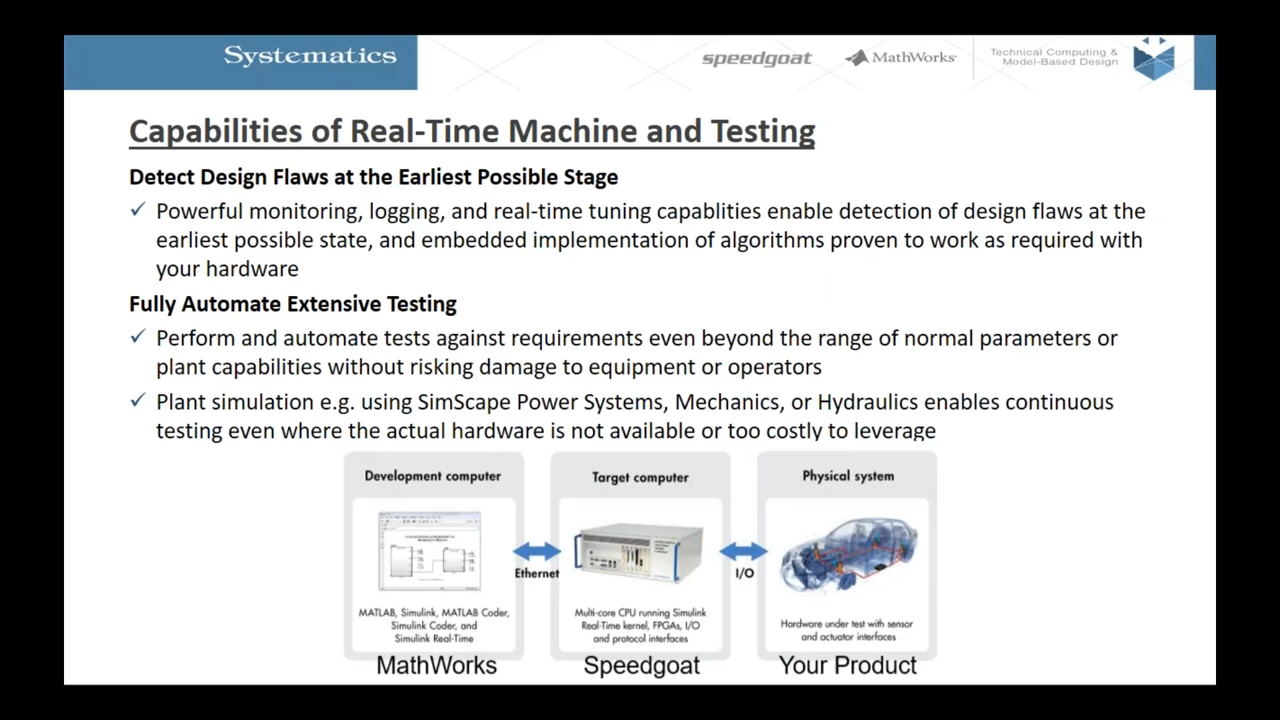 Systematics
speedgoat
MathWorks
Technical Computing &
Model-Based Design
Capabilities of Real-Time Machine and Testing
Detect Design Flaws at the Earliest Possible Stage
✓ Powerful monitoring, logging, and real-time tuning capablities enable detection of design flaws at the
earliest possible state, and embedded implementation of algorithms proven to work as required with
your hardware
Fully Automate Extensive Testing
✓ Perform and automate tests against requirements even beyond the range of normal parameters or
plant capabilities without risking damage to equipment or operators
✓ Plant simulation e.g. using SimScape Power Systems, Mechanics, or Hydraulics enables continuous
testing even where the actual hardware is not available or too costly to leverage
Development computer
MATLAB, Simulink, MATLAB Coder,
Simulink Coder, and
Simulink Real-Time
MathWorks
Ethernet
Target computer
Multi-core CPU running Simulink
Real-Time kernel, FPGAs, I/O
and protocol interfaces
Speedgoat
I/O
Physical system
Hardware under test with sensor
and actuator interfaces
Your Product